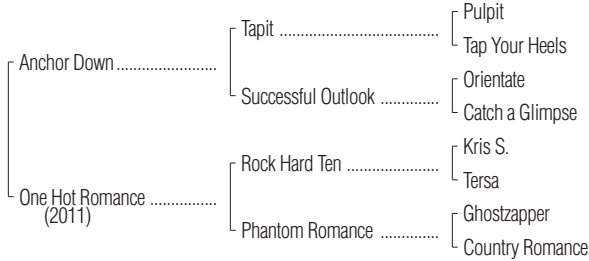 Pulpit
Tapit ..................................
Tap Your Heels
Anchor Down .....................
Orientate
Successful Outlook ............
Catch a Glimpse
Kris S.
Rock Hard Ten ...................
Tersa
One Hot Romance ..............
(2011)
Ghostzapper
Phantom Romance ............
Country Romance